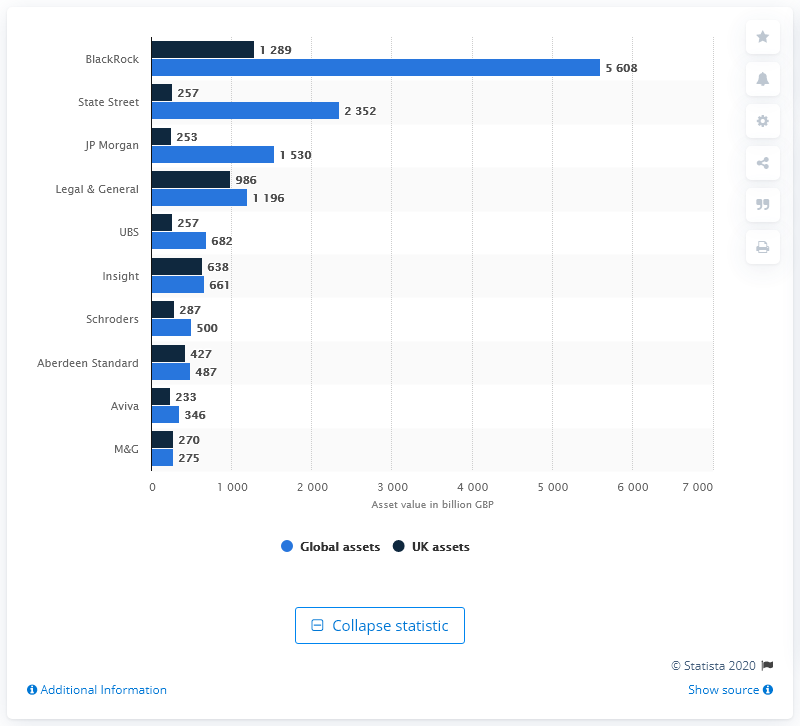 BlackRock
1 289
5 608
State Street
257
2 352
JP Morgan
253
1 530
Legal & General
986
1 196
UBS
257
682
Insight
638
661
Schroders
287
500
Aberdeen Standard
427
487
Aviva
233
346
M&G
270
275
0 1 000 2 000 3 000 4 000 5 000 6 000 7 000
Asset value in billion GBP
Global assets UK assets
Collapse statistic
© Statista 2020
Additional Information Show source